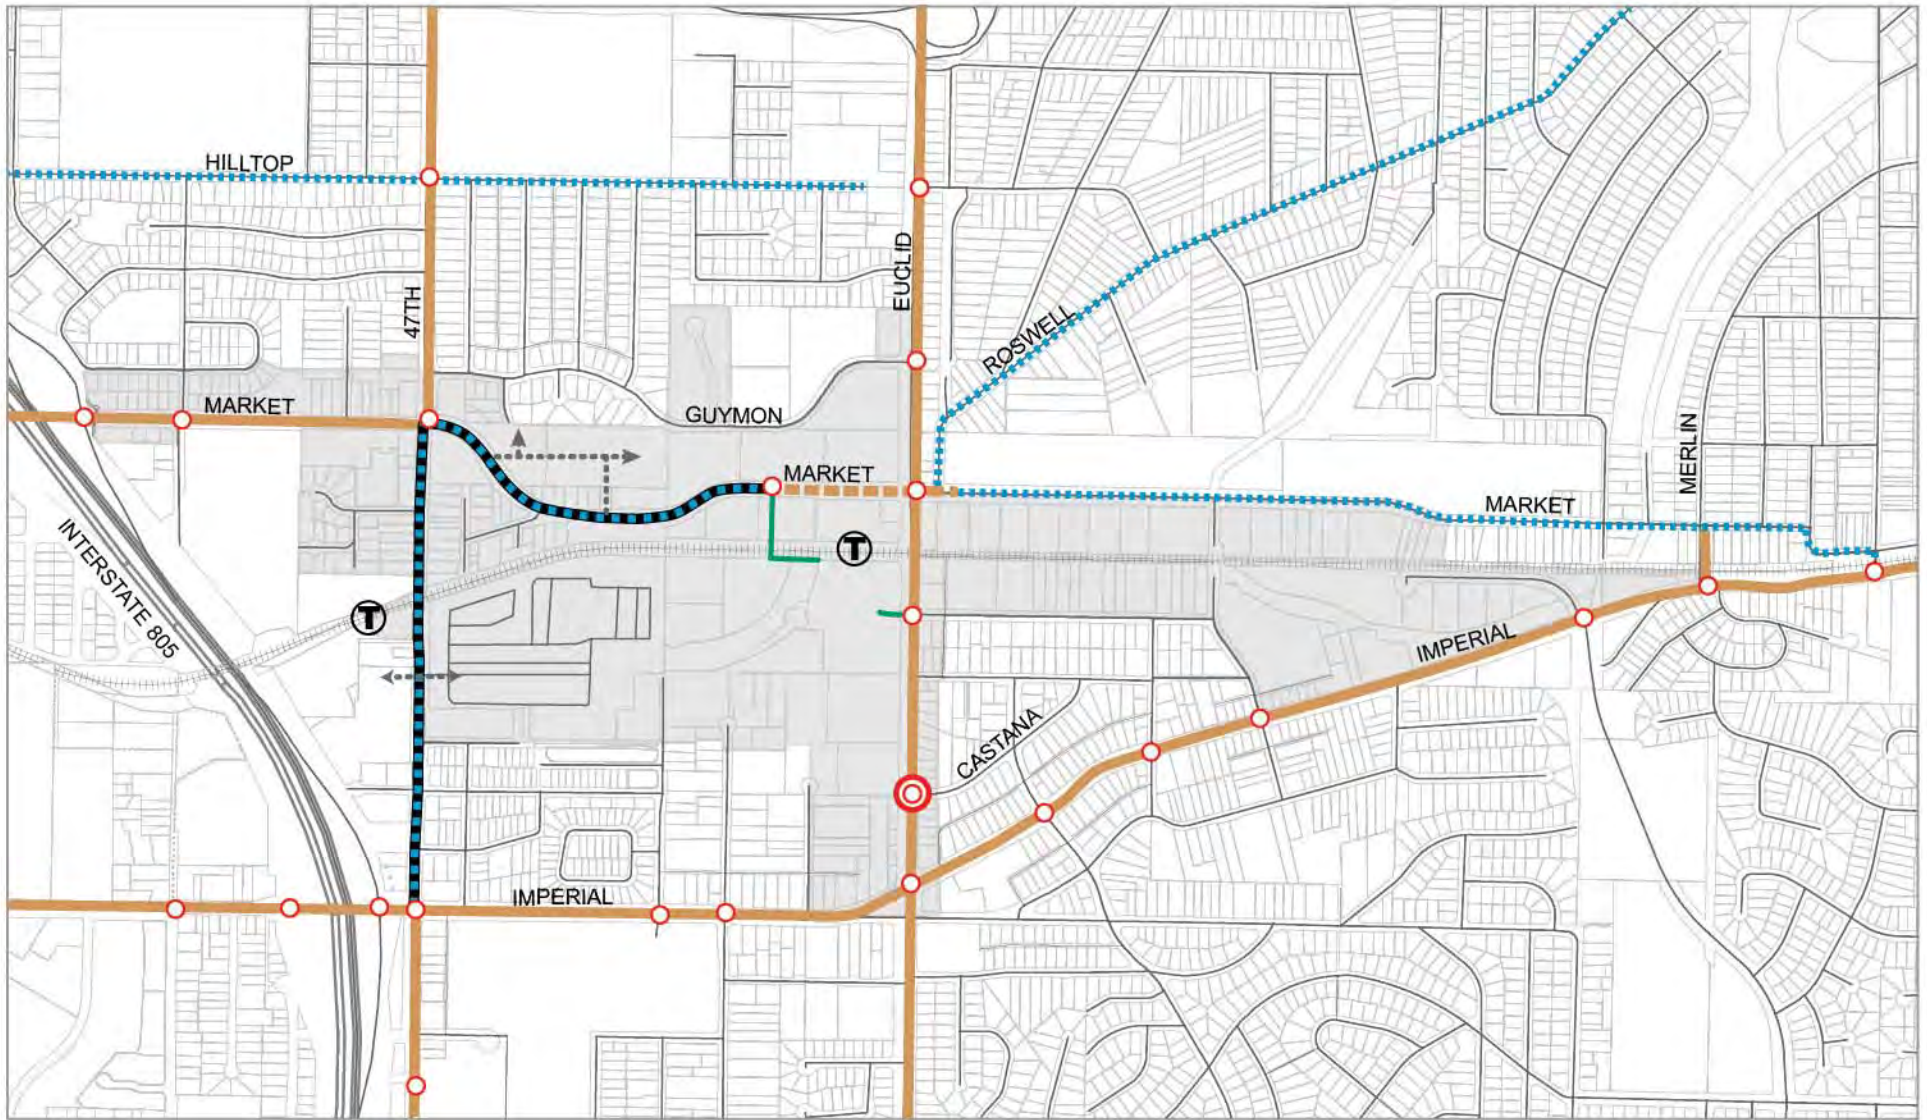 HILLTOP
EUCLID
47TH
ROSWELL
MARKET
GUYMON
MERLIN
MARKET
MARKET
T
INTERSTATE 805
T
IMPERIAL
CASTANA
IMPERIAL